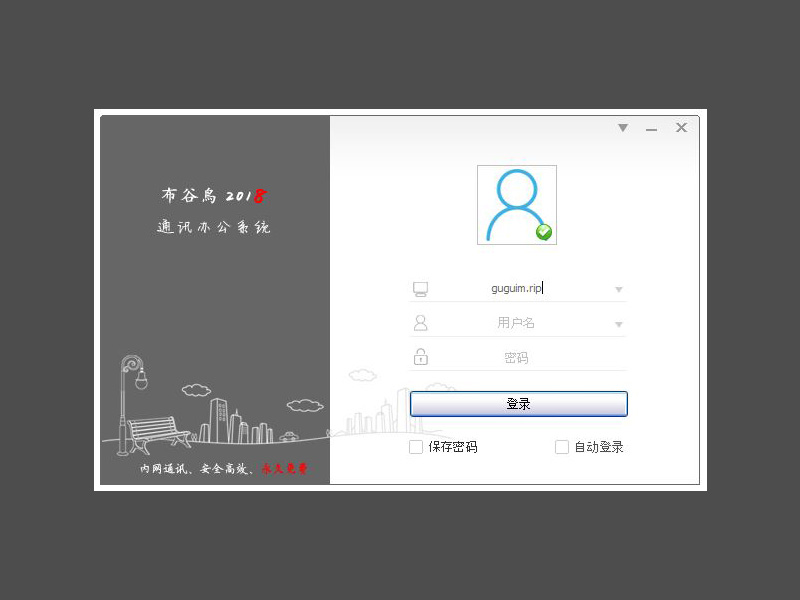 布谷鸟 2018
通讯办公系统
guguim.rip
用户名
密码
登录
保存密码
自动登录
内网通讯、安全高效、永久免费